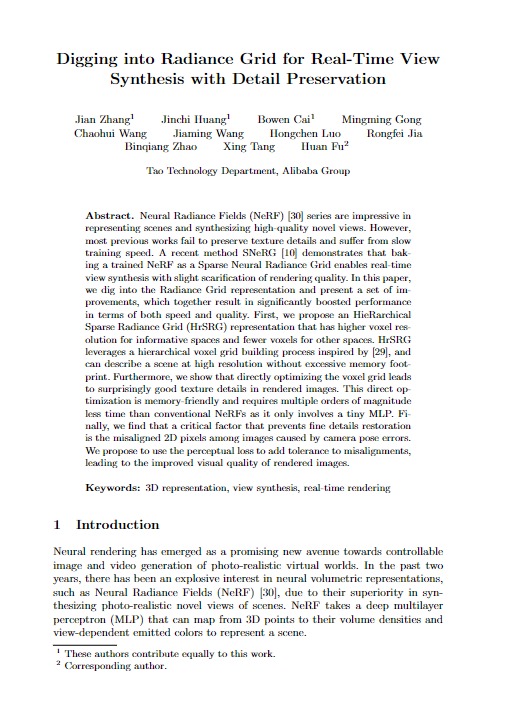 Digging into Radiance Grid for Real-Time View
Synthesis with Detail Preservation
Jian Zhang1 Jinchi Huang1 Bowen Cai1 Mingming Gong
Chaohui Wang Jiaming Wang Hongchen Luo Rongfei Jia
Binqiang Zhao Xing Tang Huan Fu2
Tao Technology Department, Alibaba Group
Abstract. Neural Radiance Fields (NeRF) [30] series are impressive in
representing scenes and synthesizing high-quality novel views. However,
most previous works fail to preserve texture details and suffer from slow
training speed. A recent method SNeRG [10] demonstrates that bak-
ing a trained NeRF as a Sparse Neural Radiance Grid enables real-time
view synthesis with slight scarification of rendering quality. In this paper,
we dig into the Radiance Grid representation and present a set of im-
provements, which together result in significantly boosted performance
in terms of both speed and quality. First, we propose an HieRarchical
Sparse Radiance Grid (HrSRG) representation that has higher voxel res-
olution for informative spaces and fewer voxels for other spaces. HrSRG
leverages a hierarchical voxel grid building process inspired by [29], and
can describe a scene at high resolution without excessive memory foot-
print. Furthermore, we show that directly optimizing the voxel grid leads
to surprisingly good texture details in rendered images. This direct op-
timization is memory-friendly and requires multiple orders of magnitude
less time than conventional NeRFs as it only involves a tiny MLP. Fi-
nally, we find that a critical factor that prevents fine details restoration
is the misaligned 2D pixels among images caused by camera pose errors.
We propose to use the perceptual loss to add tolerance to misalignments,
leading to the improved visual quality of rendered images.
Keywords: 3D representation, view synthesis, real-time rendering
1 Introduction
Neural rendering has emerged as a promising new avenue towards controllable
image and video generation of photo-realistic virtual worlds. In the past two
years, there has been an explosive interest in neural volumetric representations,
such as Neural Radiance Fields (NeRF) [30], due to their superiority in syn-
thesizing photo-realistic novel views of scenes. NeRF takes a deep multilayer
perceptron (MLP) that can map from 3D points to their volume densities and
view-dependent emitted colors to represent a scene.
1 These authors contribute equally to this work.
2 Corresponding author.